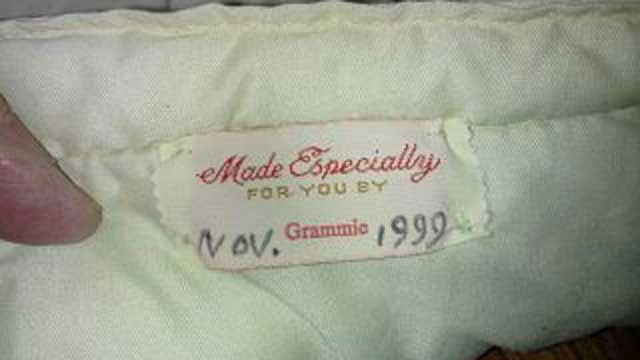 Made Especially
FOR YOU BY
Nov. Grammie 1999